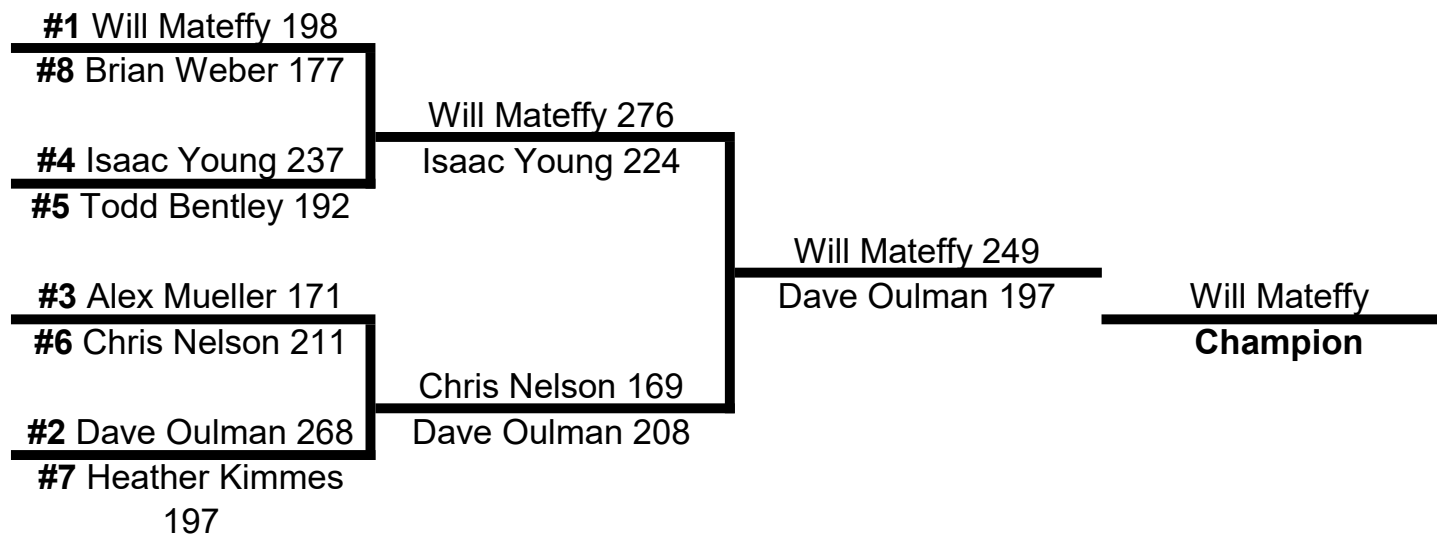 #1 Will Mateffy 198
#8 Brian Weber 177
#4 Isaac Young 237
#5 Todd Bentley 192
#3 Alex Mueller 171
#6 Chris Nelson 211
#2 Dave Oulman 268
#7 Heather Kimmes
197
Will Mateffy 276
Isaac Young 224
Chris Nelson 169
Dave Oulman 208
Will Mateffy 249
Dave Oulman 197
Will Mateffy
Champion